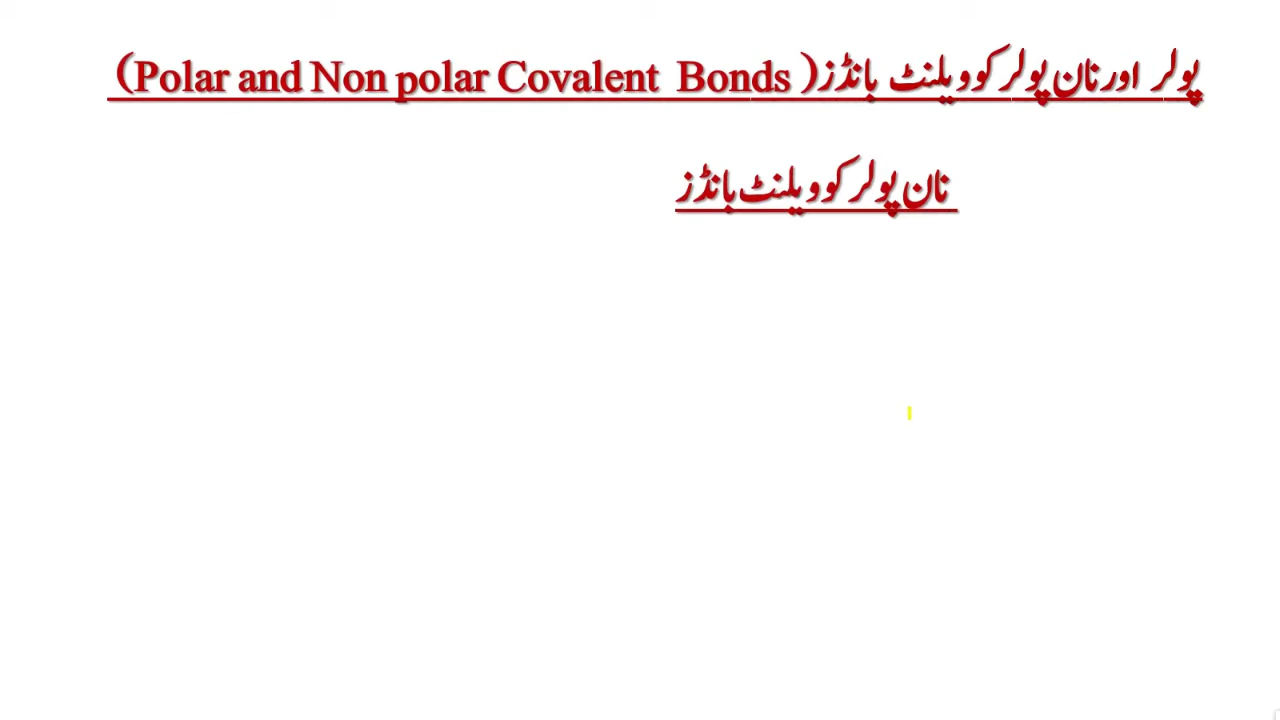 پولر اور نان پولر کوویلنٹ بانڈز (Polar and Non polar Covalent Bonds)
نان پولر کوویلنٹ بانڈز